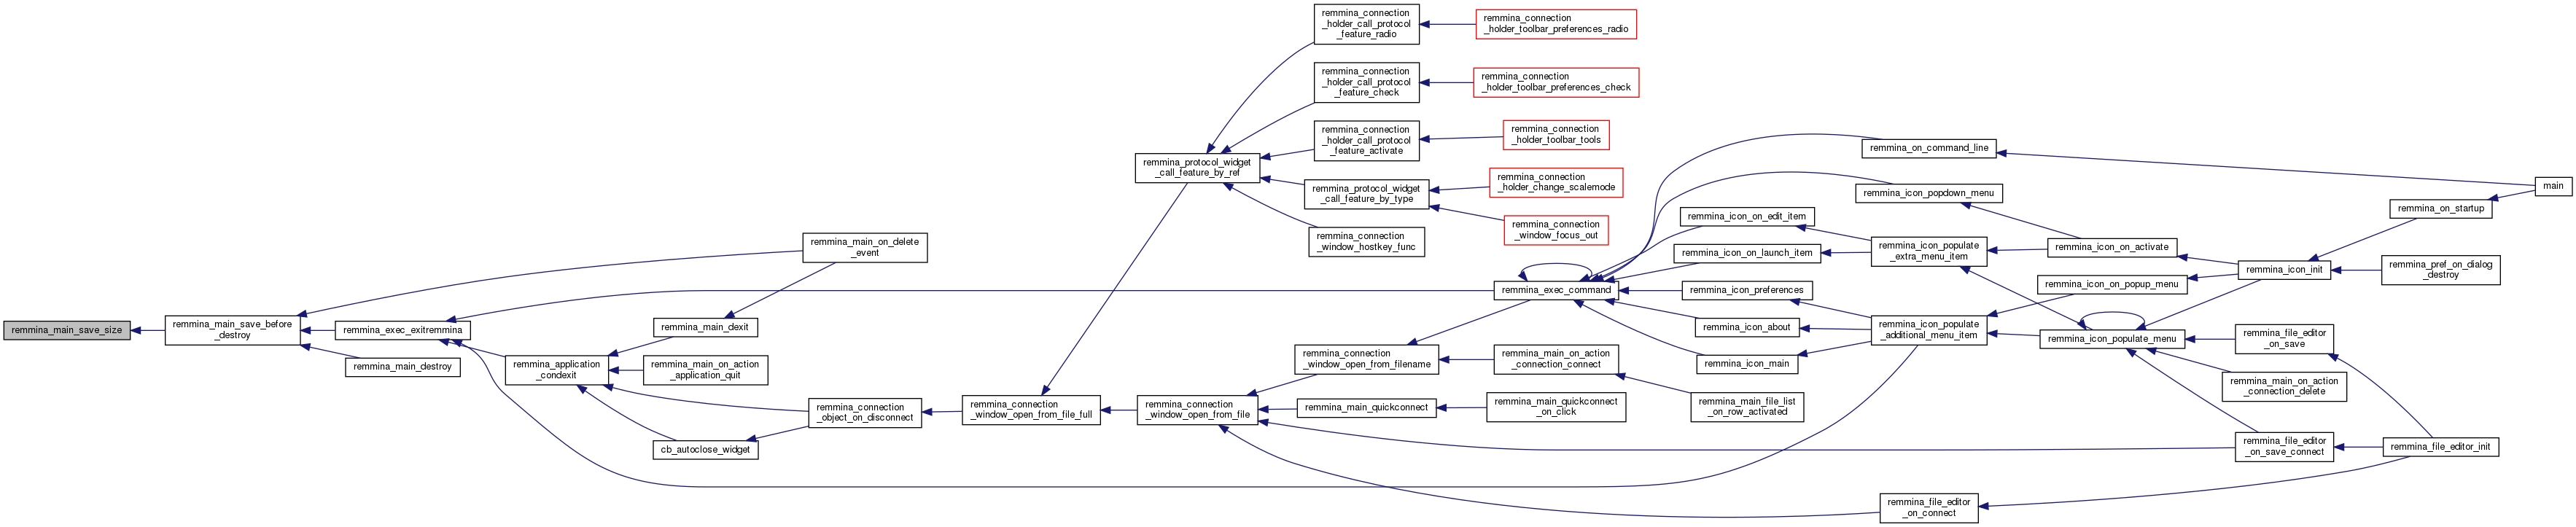 remmina_main_save_size
remmina_main_save_before
_destroy
remmina_exec_exitremmina
remmina_main_destroy
remmina_application
_condexit
remmina_main_on_delete
_event
remmina_main_dexit
remmina_main_on_action
_application_quit
cb_autoclose_widget
remmina_connection
_object_on_disconnect
remmina_connection
_window_open_from_file_full
remmina_protocol_widget
_call_feature_by_ref
remmina_connection
_window_open_from_file
remmina_connection
_holder_call_protocol
_feature_radio
remmina_connection
_holder_call_protocol
_feature_check
remmina_connection
_holder_call_protocol
_feature_activate
remmina_protocol_widget
_call_feature_by_type
remmina_connection
_window_hostkey_func
remmina_connection
_holder_toolbar_preferences_radio
remmina_connection
_holder_toolbar_preferences_check
remmina_connection
_holder_toolbar_tools
remmina_connection
_holder_change_scalemode
remmina_connection
_window_focus_out
remmina_exec_command
remmina_connection
_window_open_from_filename
remmina_main_quickconnect
remmina_main_on_action
_connection_connect
remmina_main_quickconnect
_on_click
remmina_main_file_list
_on_row_activated
remmina_icon_on_edit_item
remmina_icon_on_launch_item
remmina_icon_preferences
remmina_icon_about
remmina_icon_main
remmina_on_command_line
remmina_icon_popdown_menu
remmina_icon_populate
_extra_menu_item
remmina_icon_populate
_additional_menu_item
remmina_file_editor
_on_connect
remmina_icon_on_activate
remmina_icon_on_popup_menu
remmina_icon_populate_menu
remmina_icon_init
remmina_file_editor
_on_save
remmina_main_on_action
_connection_delete
remmina_file_editor
_on_save_connect
remmina_on_startup
remmina_pref_on_dialog
_destroy
remmina_file_editor_init
main